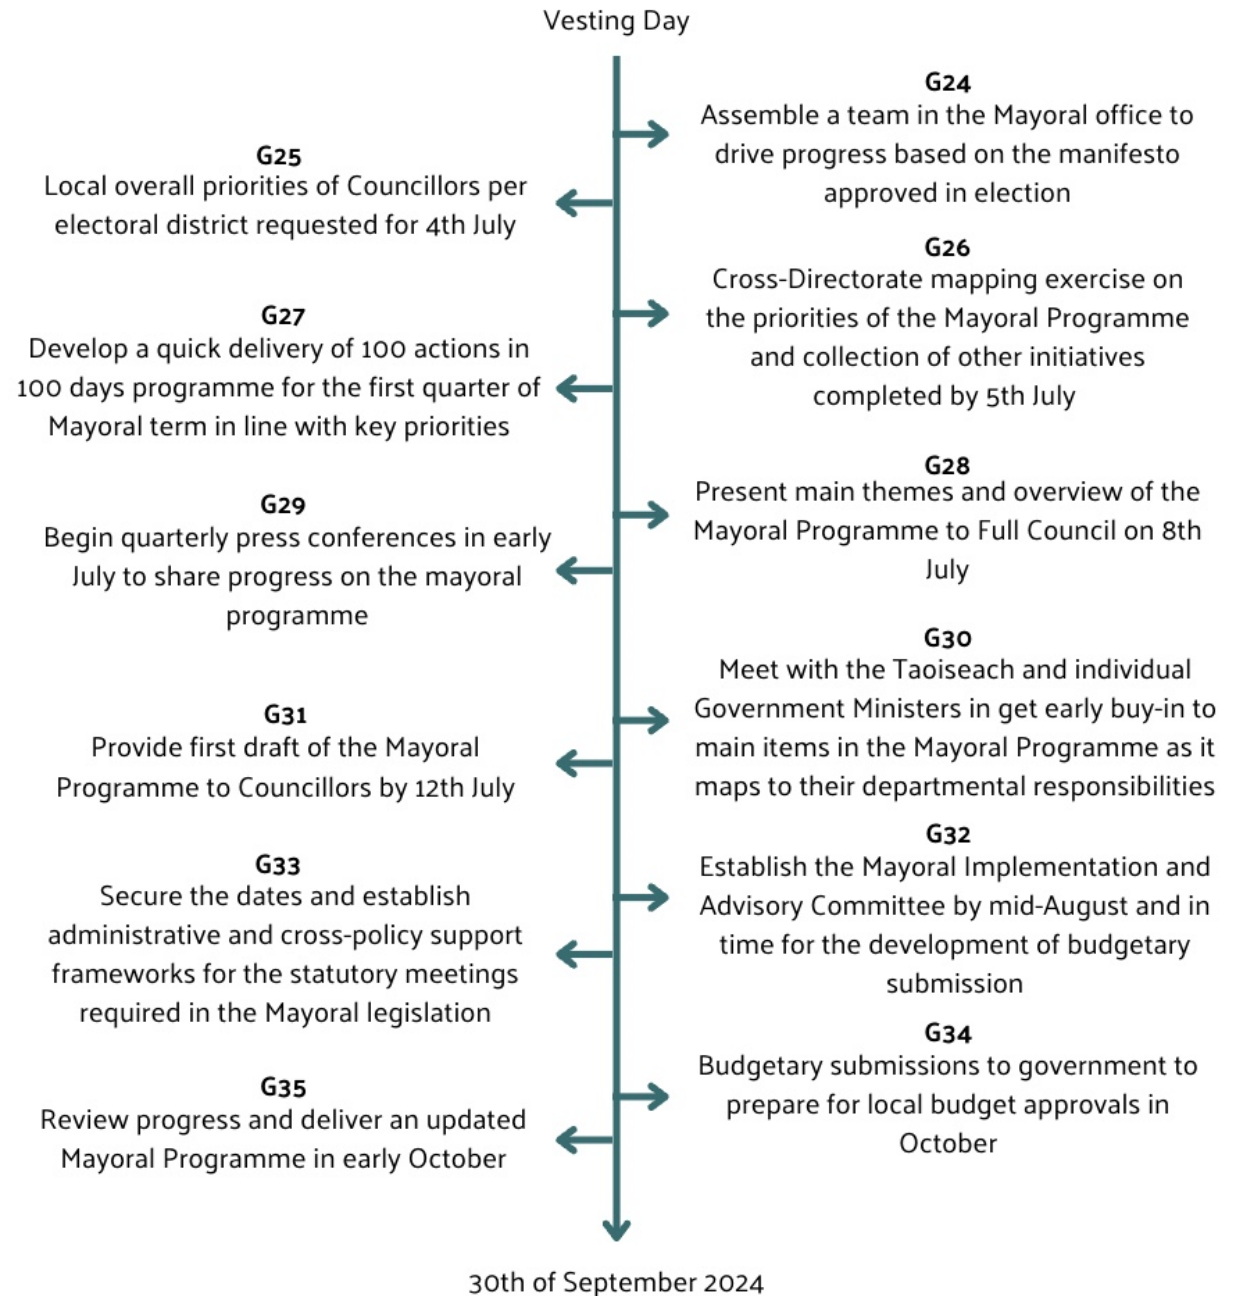 Vesting Day
G24
Assemble a team in the Mayoral office to
drive progress based on the manifesto
approved in election
G25
Local overall priorities of Councillors per
electoral district requested for 4th July
G26
Cross-Directorate mapping exercise on
the priorities of the Mayoral Programme
and collection of other initiatives
completed by 5th July
G27
Develop a quick delivery of 100 actions in
100 days programme for the first quarter of
Mayoral term in line with key priorities
G28
Present main themes and overview of the
Mayoral Programme to Full Council on 8th
July
G29
Begin quarterly press conferences in early
July to share progress on the mayoral
programme
G30
Meet with the Taoiseach and individual
Government Ministers in get early buy-in to
main items in the Mayoral Programme as it
maps to their departmental responsibilities
G31
Provide first draft of the Mayoral
Programme to Councillors by 12th July
G32
Establish the Mayoral Implementation and
Advisory Committee by mid-August and in
time for the development of budgetary
submission
G33
Secure the dates and establish
administrative and cross-policy support
frameworks for the statutory meetings
required in the Mayoral legislation
G34
Budgetary submissions to government to
prepare for local budget approvals in
October
G35
Review progress and deliver an updated
Mayoral Programme in early October
30th of September 2024